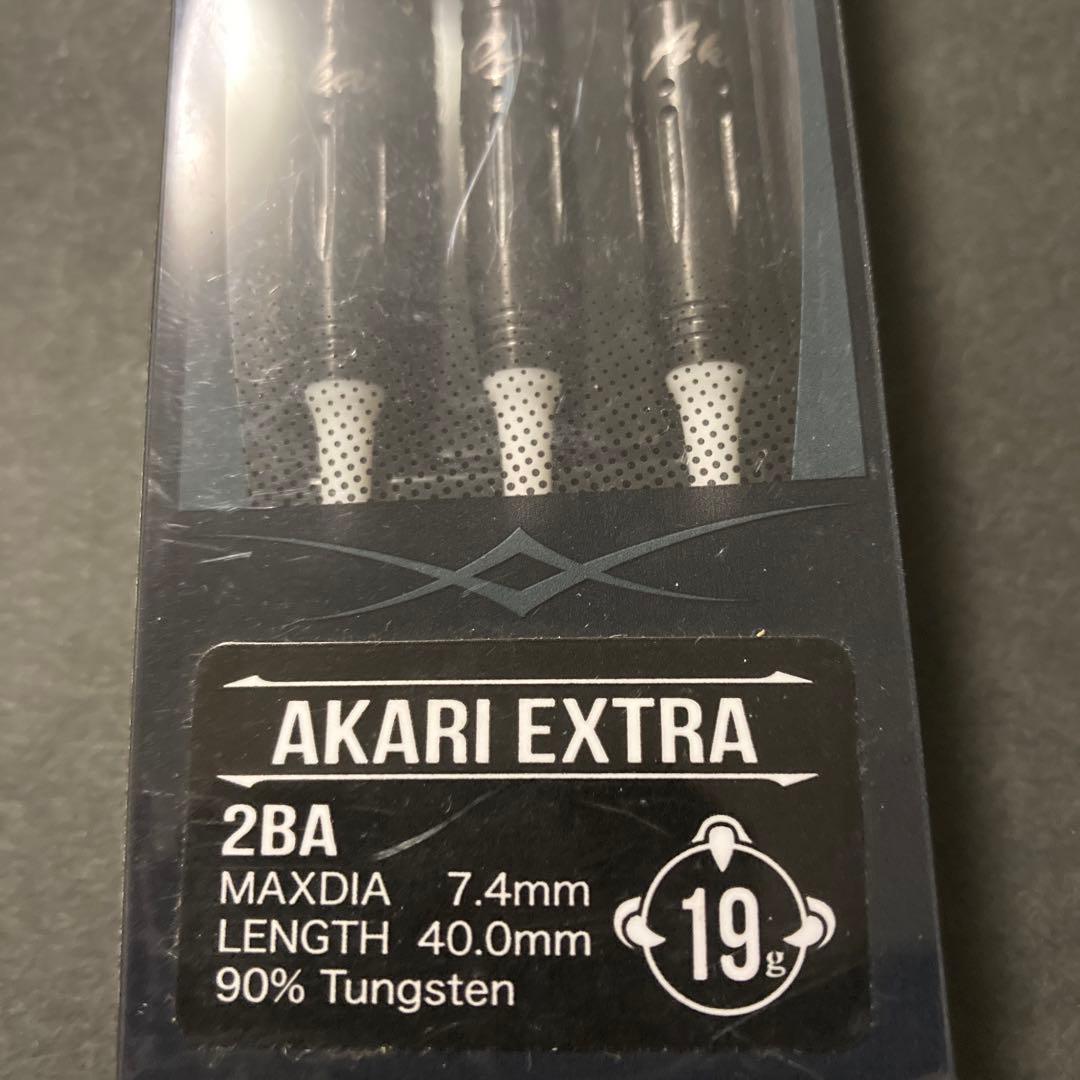 AKARI EXTRA
2BA
MAXDIA 7.4mm
LENGTH 40.0mm
90% Tungsten
19g